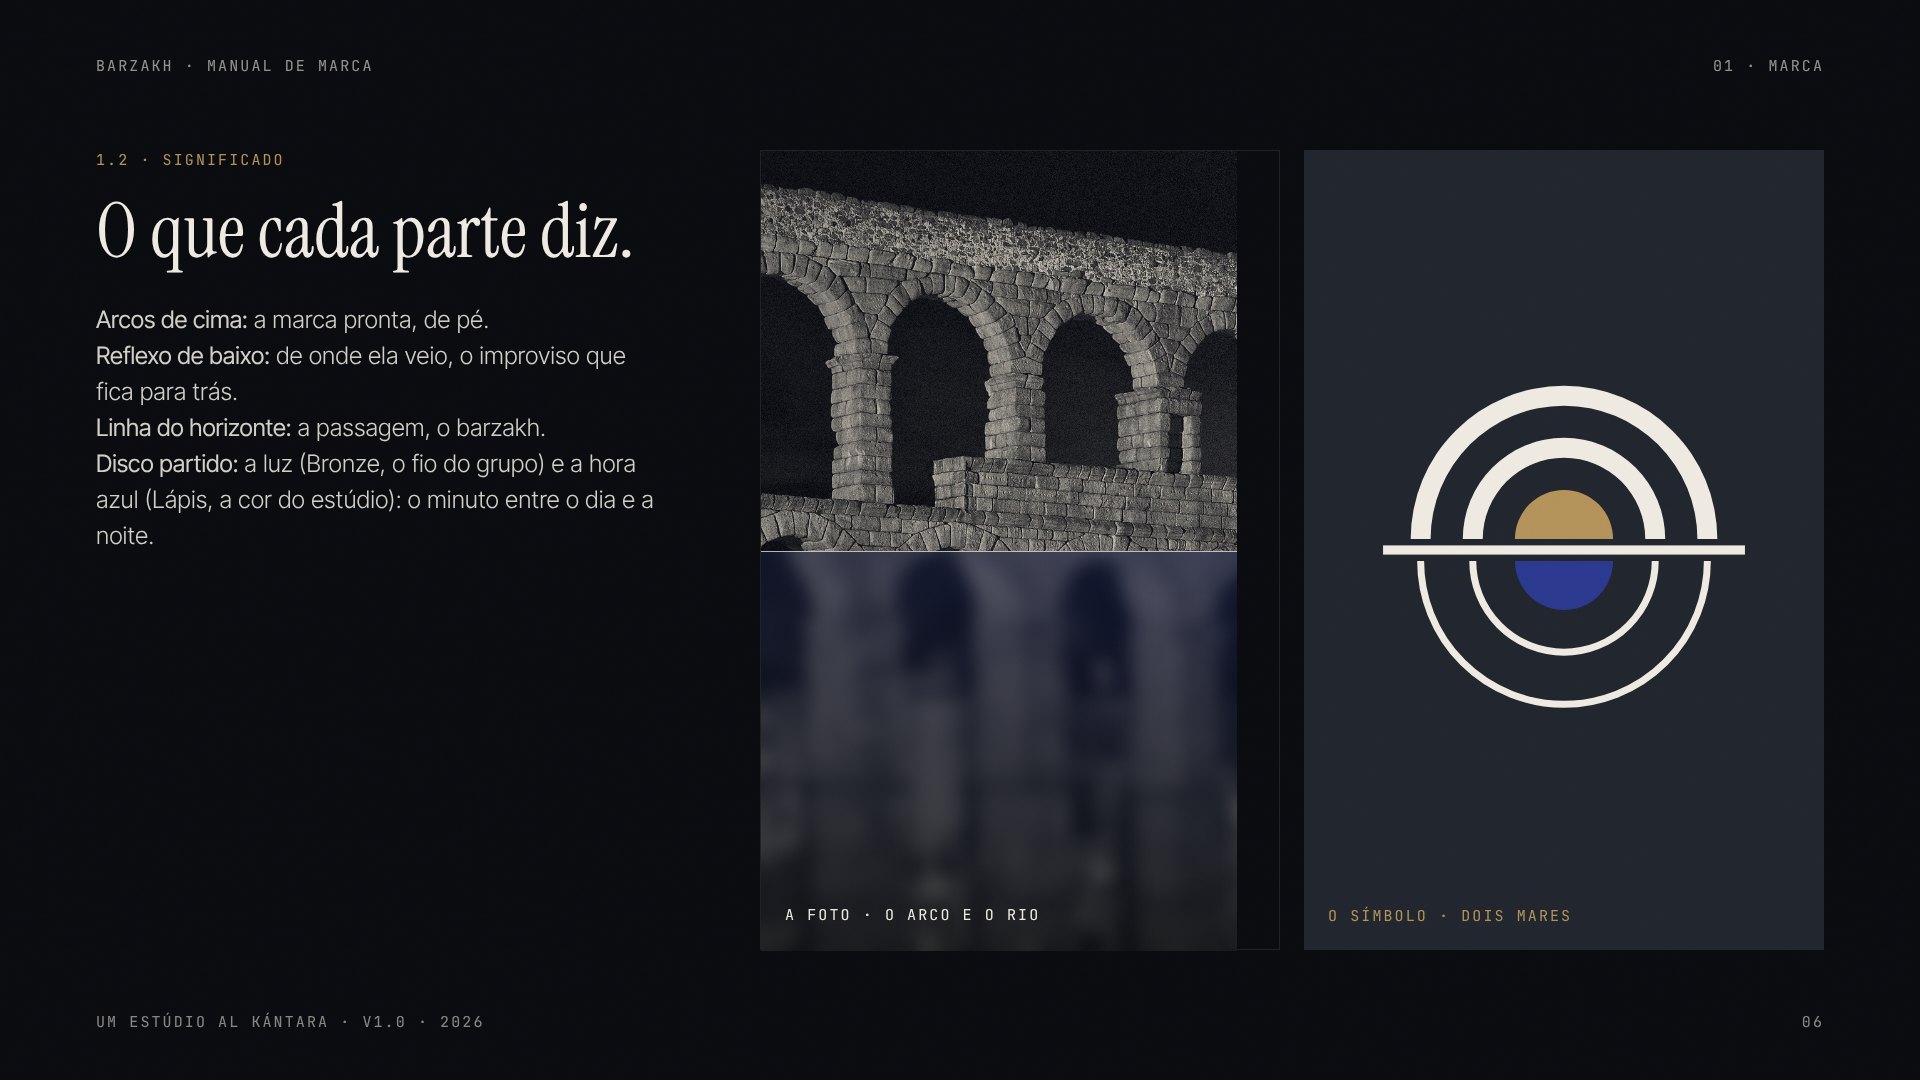 BARZAKH · MANUAL DE MARCA
01 · MARCA
1.2 · SIGNIFICADO
O que cada parte diz.
Arcos de cima: a marca pronta, de pé.
Reflexo de baixo: de onde ela veio, o improviso que
fica para trás.
Linha do horizonte: a passagem, o barzakh.
Disco partido: a luz (Bronze, o fio do grupo) e a hora
azul (Lápis, a cor do estúdio): o minuto entre o dia e a
noite.
A FOTO · O ARCO E O RIO
O SÍMBOLO · DOIS MARES
UM ESTÚDIO AL KÁNTARA · V1.0 · 2026
06